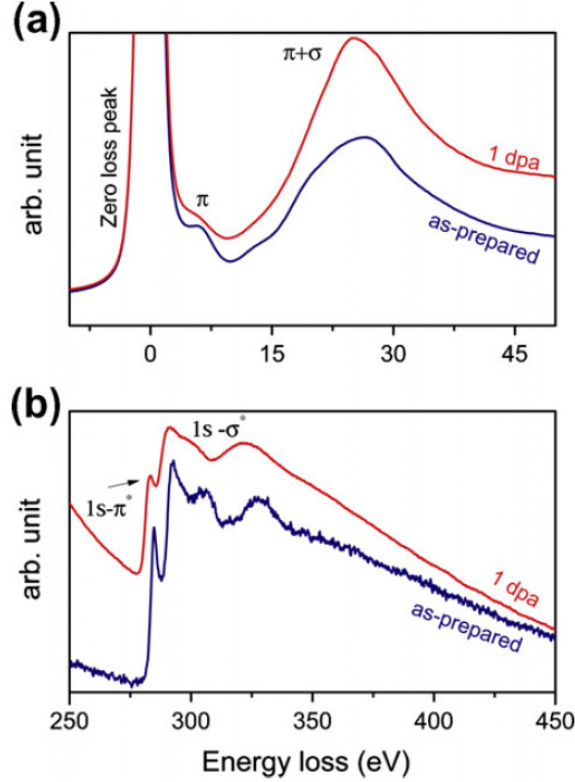 (a)
π+σ
Zero loss peak
π
1 dpa
as-prepared
arb. unit
0 15 30 45
(b)
1s -σ*
1s-π*
1 dpa
as-prepared
arb. unit
250 300 350 400 450
Energy loss (eV)